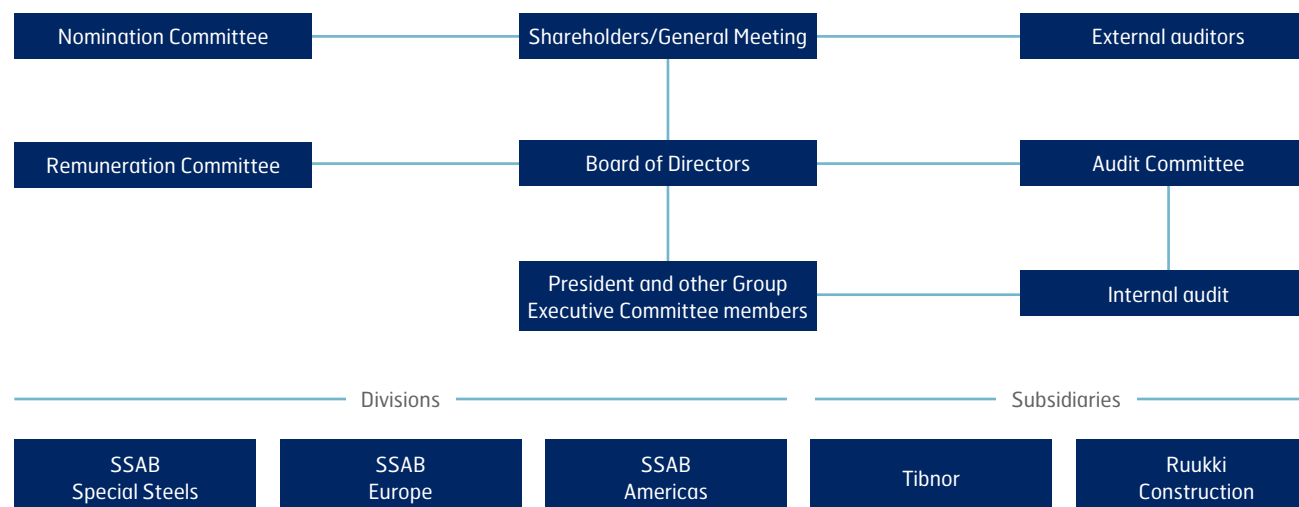 Nomination Committee
Shareholders/General Meeting
External auditors
Remuneration Committee
Board of Directors
Audit Committee
President and other Group
Executive Committee members
Internal audit
Divisions
Subsidiaries
SSAB
Special Steels
SSAB
Europe
SSAB
Americas
Tibnor
Ruukki
Construction